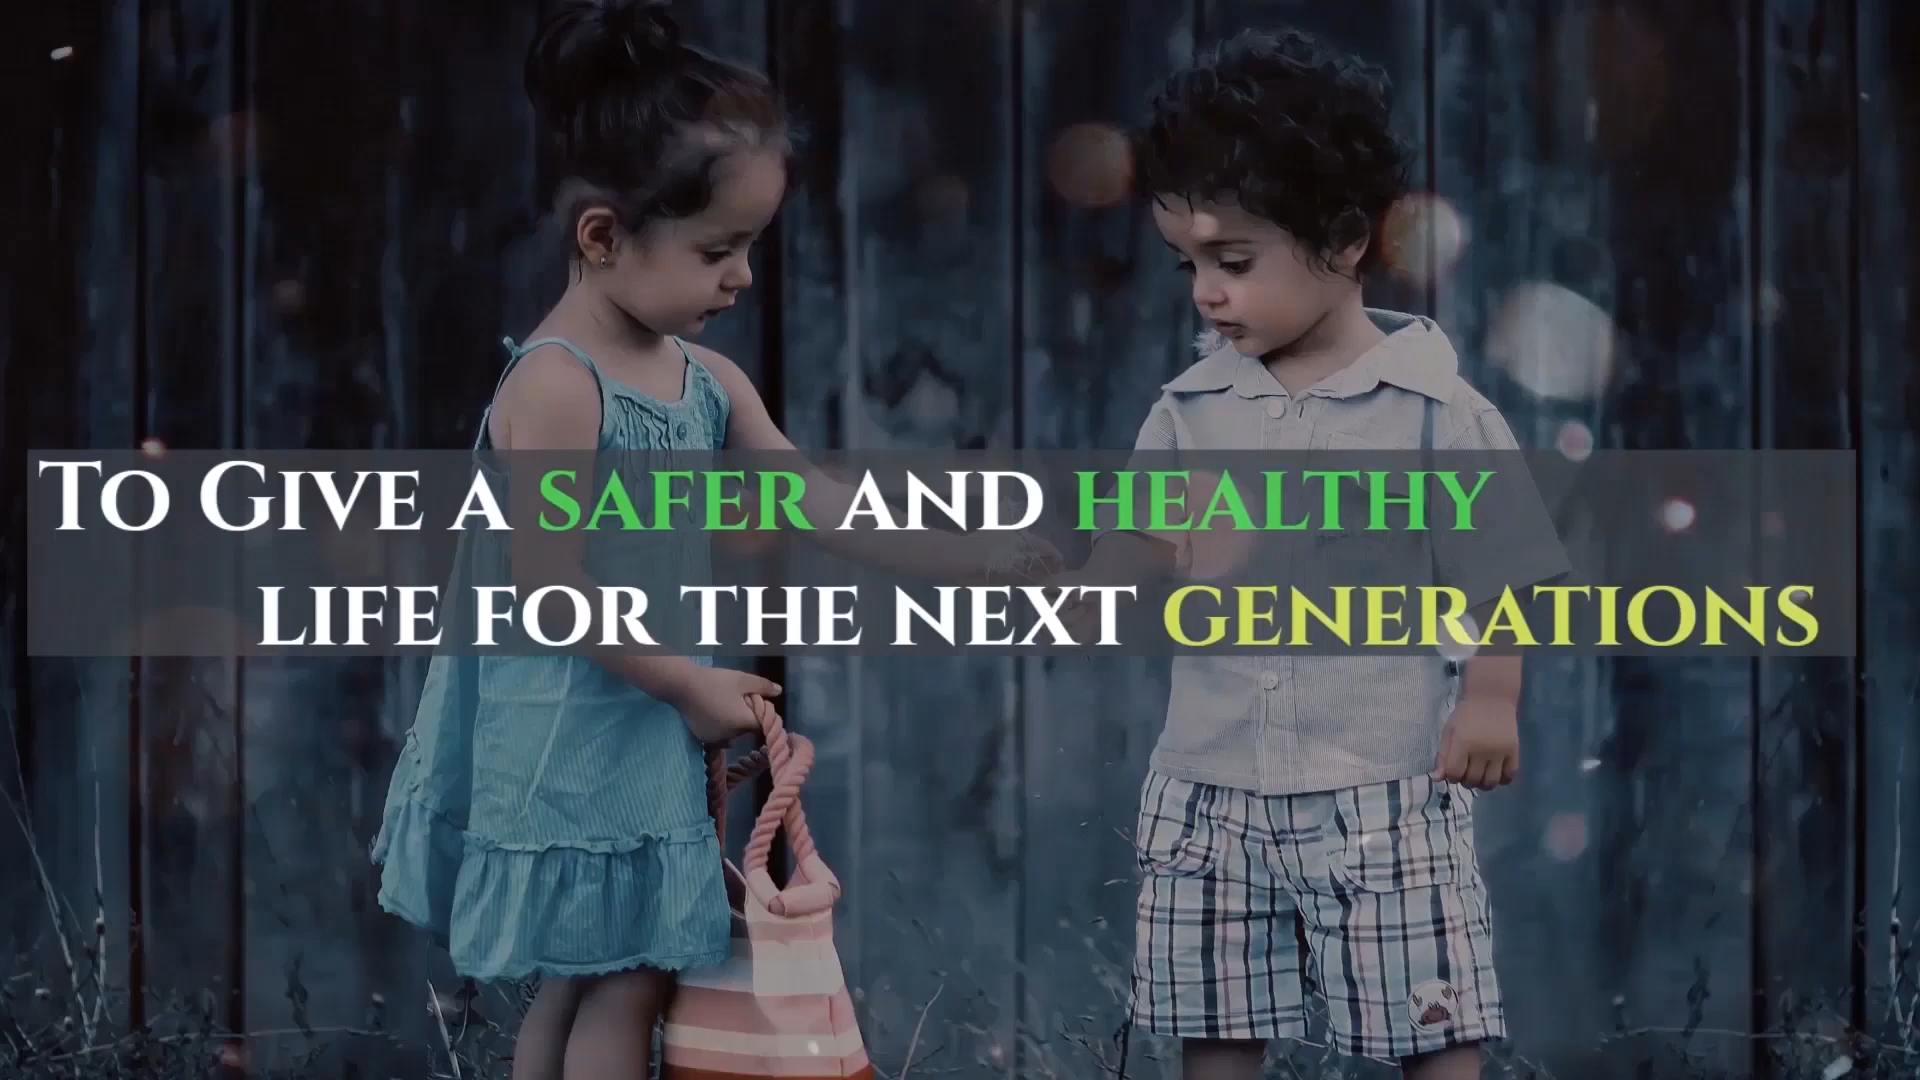 To Give a safer and healthy
life for the next generations